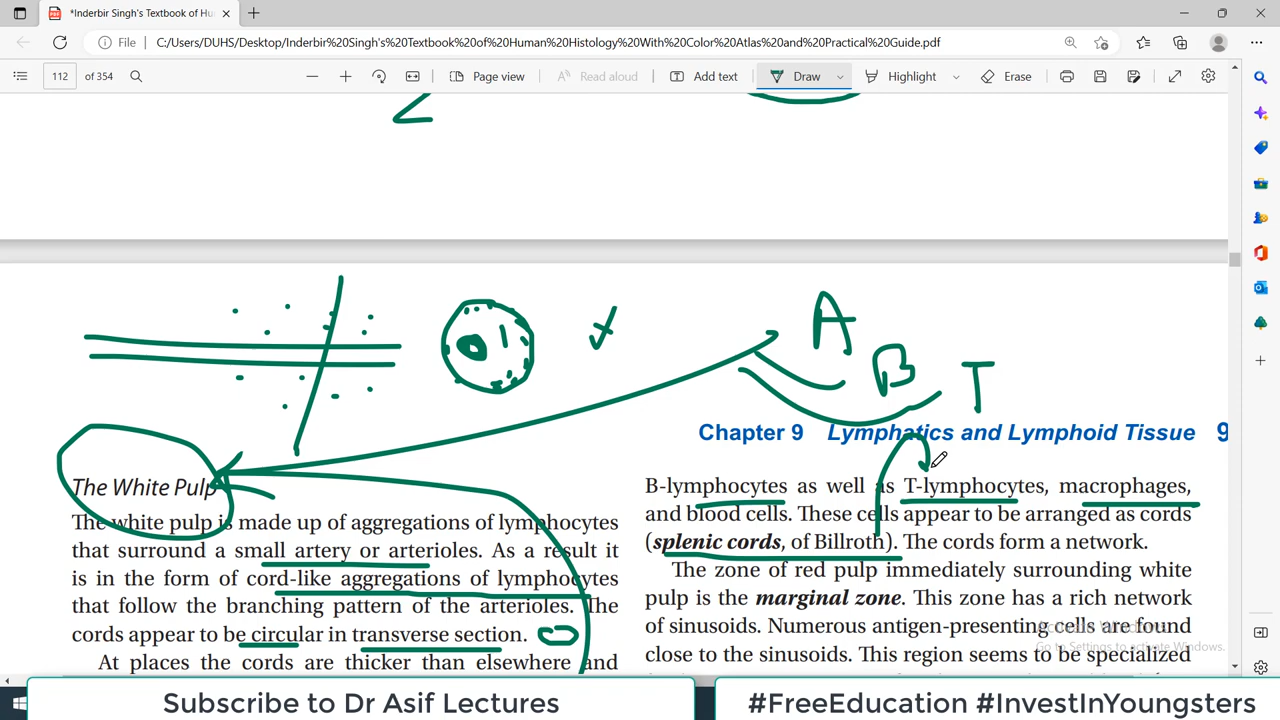 *Inderbir Singh's Textbook of Hu
File
C:/Users/DUHS/Desktop/Inderbir%20Singh's%20Textbook%20of%20Human%20Histology%20With%20Color%20Atlas%20and%20Practical%20Guide.pdf
112 of 354
Page view
Read aloud
Add text
Draw
Highlight
Erase
A
B
T
Chapter 9 Lymphatics and Lymphoid Tissue 9
The White Pulp
The white pulp is made up of aggregations of lymphocytes
that surround a small artery or arterioles. As a result it
is in the form of cord-like aggregations of lymphocytes
that follow the branching pattern of the arterioles. The
cords appear to be circular in transverse section.
At places the cords are thicker than elsewhere and
B-lymphocytes as well as T-lymphocytes, macrophages,
and blood cells. These cells appear to be arranged as cords
(splenic cords, of Billroth). The cords form a network.
The zone of red pulp immediately surrounding white
pulp is the marginal zone. This zone has a rich network
of sinusoids. Numerous antigen-presenting cells are found
close to the sinusoids. This region seems to be specialized
Activate Windows
Go to Settings to activate Windows.
Subscribe to Dr Asif Lectures
#FreeEducation #InvestInYoungsters